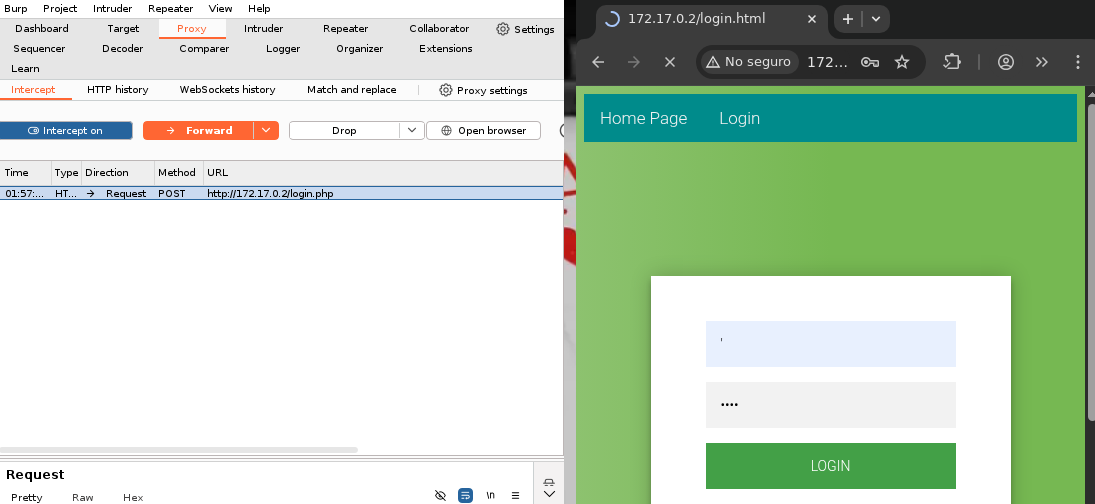 Burp Project Intruder Repeater View Help
Dashboard Target Proxy Intruder Repeater Collaborator Settings
Sequencer Decoder Comparer Logger Organizer Extensions
Learn
Intercept HTTP history WebSockets history Match and replace Proxy settings
Intercept on Forward Drop Open browser
Time Type Direction Method URL
01:57:... HT... → Request POST http://172.17.0.2/login.php
Request
Pretty Raw Hex \n
172.17.0.2/login.html
No seguro 172...
Home Page Login
'
••••
LOGIN